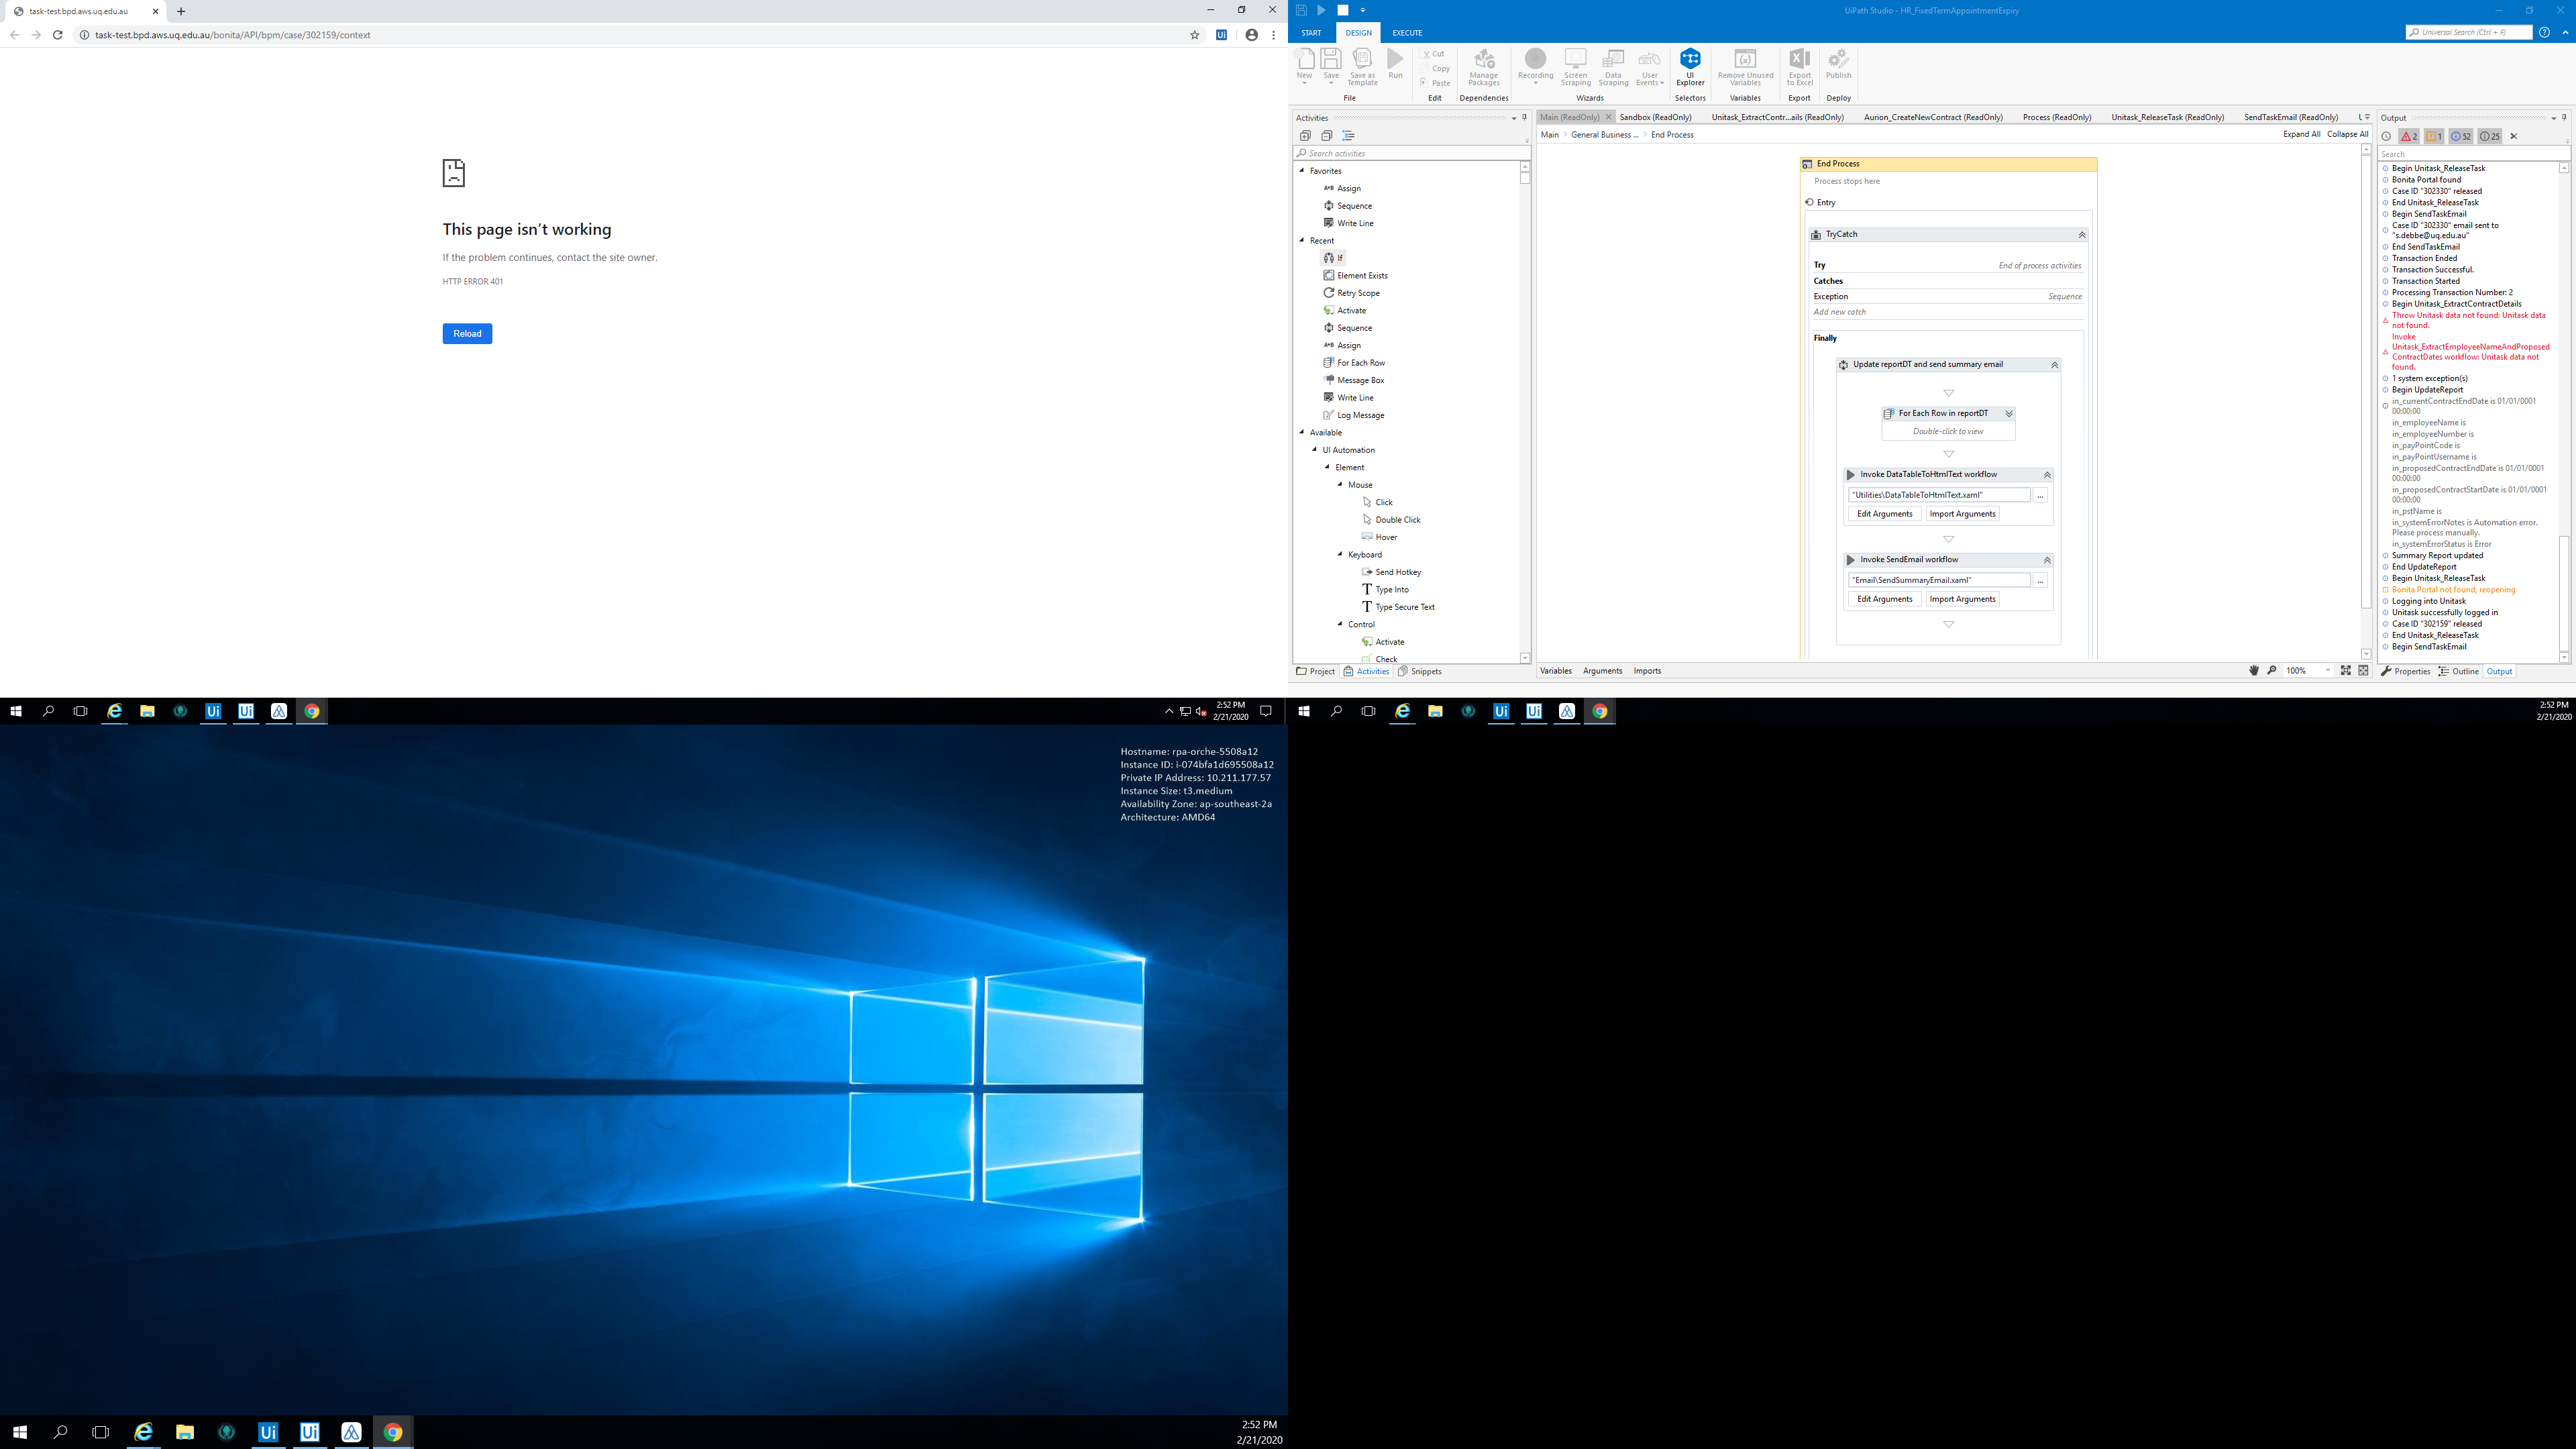 task-test.bpd.aws.uq.edu.au
task-test.bpd.aws.uq.edu.au/bonita/API/bpm/case/302159/context
This page isn't working
If the problem continues, contact the site owner.
HTTP ERROR 401
Reload
UiPath Studio - HR_FixedTermAppointmentExpiry
START DESIGN EXECUTE
Universal Search (Ctrl + F)
New Save Save as Template Run
Cut
Copy
Paste
Manage Packages
Recording Screen Scraping Data Scraping User Events
UI Explorer
Remove Unused Variables
Export to Excel
Publish
File Edit Dependencies Wizards Selectors Variables Export Deploy
Activities
Search activities
Favorites
Assign
Sequence
Write Line
Recent
If
Element Exists
Retry Scope
Activate
Sequence
Assign
For Each Row
Message Box
Write Line
Log Message
Available
UI Automation
Element
Mouse
Click
Double Click
Hover
Keyboard
Send Hotkey
Type Into
Type Secure Text
Control
Activate
Check
Project Activities Snippets
Main (ReadOnly) Sandbox (ReadOnly) Unitask_ExtractContr...ails (ReadOnly) Aurion_CreateNewContract (ReadOnly) Process (ReadOnly) Unitask_ReleaseTask (ReadOnly) SendTaskEmail (ReadOnly)
Main > General Business ... > End Process
Expand All Collapse All
End Process
Process stops here
Entry
TryCatch
Try End of process activities
Catches
Exception Sequence
Add new catch
Finally
Update reportDT and send summary email
For Each Row in reportDT
Double-click to view
Invoke DataTableToHtmlText workflow
"Utilities\DataTableToHtmlText.xaml" ...
Edit Arguments Import Arguments
Invoke SendEmail workflow
"Email\SendSummaryEmail.xaml" ...
Edit Arguments Import Arguments
Variables Arguments Imports
100%
Output
2 1 52 25
Search
Begin Unitask_ReleaseTask
Bonita Portal found
Case ID "302330" released
End Unitask_ReleaseTask
Begin SendTaskEmail
Case ID "302330" email sent to
"s.debbe@uq.edu.au"
End SendTaskEmail
Transaction Ended
Transaction Successful.
Transaction Started
Processing Transaction Number: 2
Begin Unitask_ExtractContractDetails
Throw Unitask data not found: Unitask data
not found.
Invoke
Unitask_ExtractEmployeeNameAndProposed
ContractDates workflow: Unitask data not
found.
1 system exception(s)
Begin UpdateReport
in_currentContractEndDate is 01/01/0001
00:00:00
in_employeeName is
in_employeeNumber is
in_payPointCode is
in_payPointUsername is
in_proposedContractEndDate is 01/01/0001
00:00:00
in_proposedContractStartDate is 01/01/0001
00:00:00
in_pstName is
in_systemErrorNotes is Automation error.
Please process manually.
in_systemErrorStatus is Error
Summary Report updated
End UpdateReport
Begin Unitask_ReleaseTask
Bonita Portal not found, reopening
Logging into Unitask
Unitask successfully logged in
Case ID "302159" released
End Unitask_ReleaseTask
Begin SendTaskEmail
Properties Outline Output
2:52 PM
2/21/2020
2:52 PM
2/21/2020
Hostname: rpa-orche-5508a12
Instance ID: i-074bfa1d695508a12
Private IP Address: 10.211.177.57
Instance Size: t3.medium
Availability Zone: ap-southeast-2a
Architecture: AMD64
2:52 PM
2/21/2020